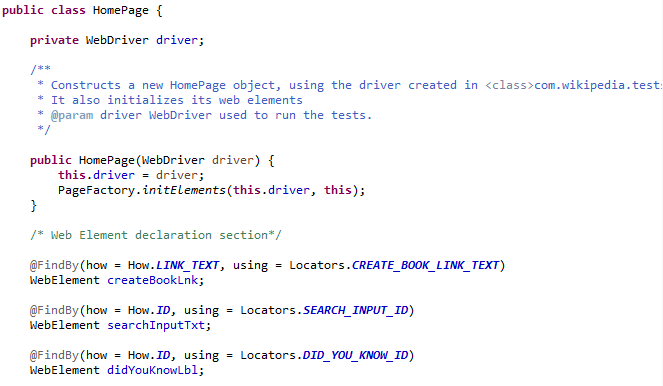 public class HomePage {
private WebDriver driver;
/**
* Constructs a new HomePage object, using the driver created in <class>com.wikipedia.tests
* It also initializes its web elements
* @param driver WebDriver used to run the tests.
*/
public HomePage(WebDriver driver) {
this.driver = driver;
PageFactory.initElements(this.driver, this);
}
/* Web Element declaration section*/
@FindBy(how = How.LINK_TEXT, using = Locators.CREATE_BOOK_LINK_TEXT)
WebElement createBookLnk;
@FindBy(how = How.ID, using = Locators.SEARCH_INPUT_ID)
WebElement searchInputTxt;
@FindBy(how = How.ID, using = Locators.DID_YOU_KNOW_ID)
WebElement didYouKnowLbl;